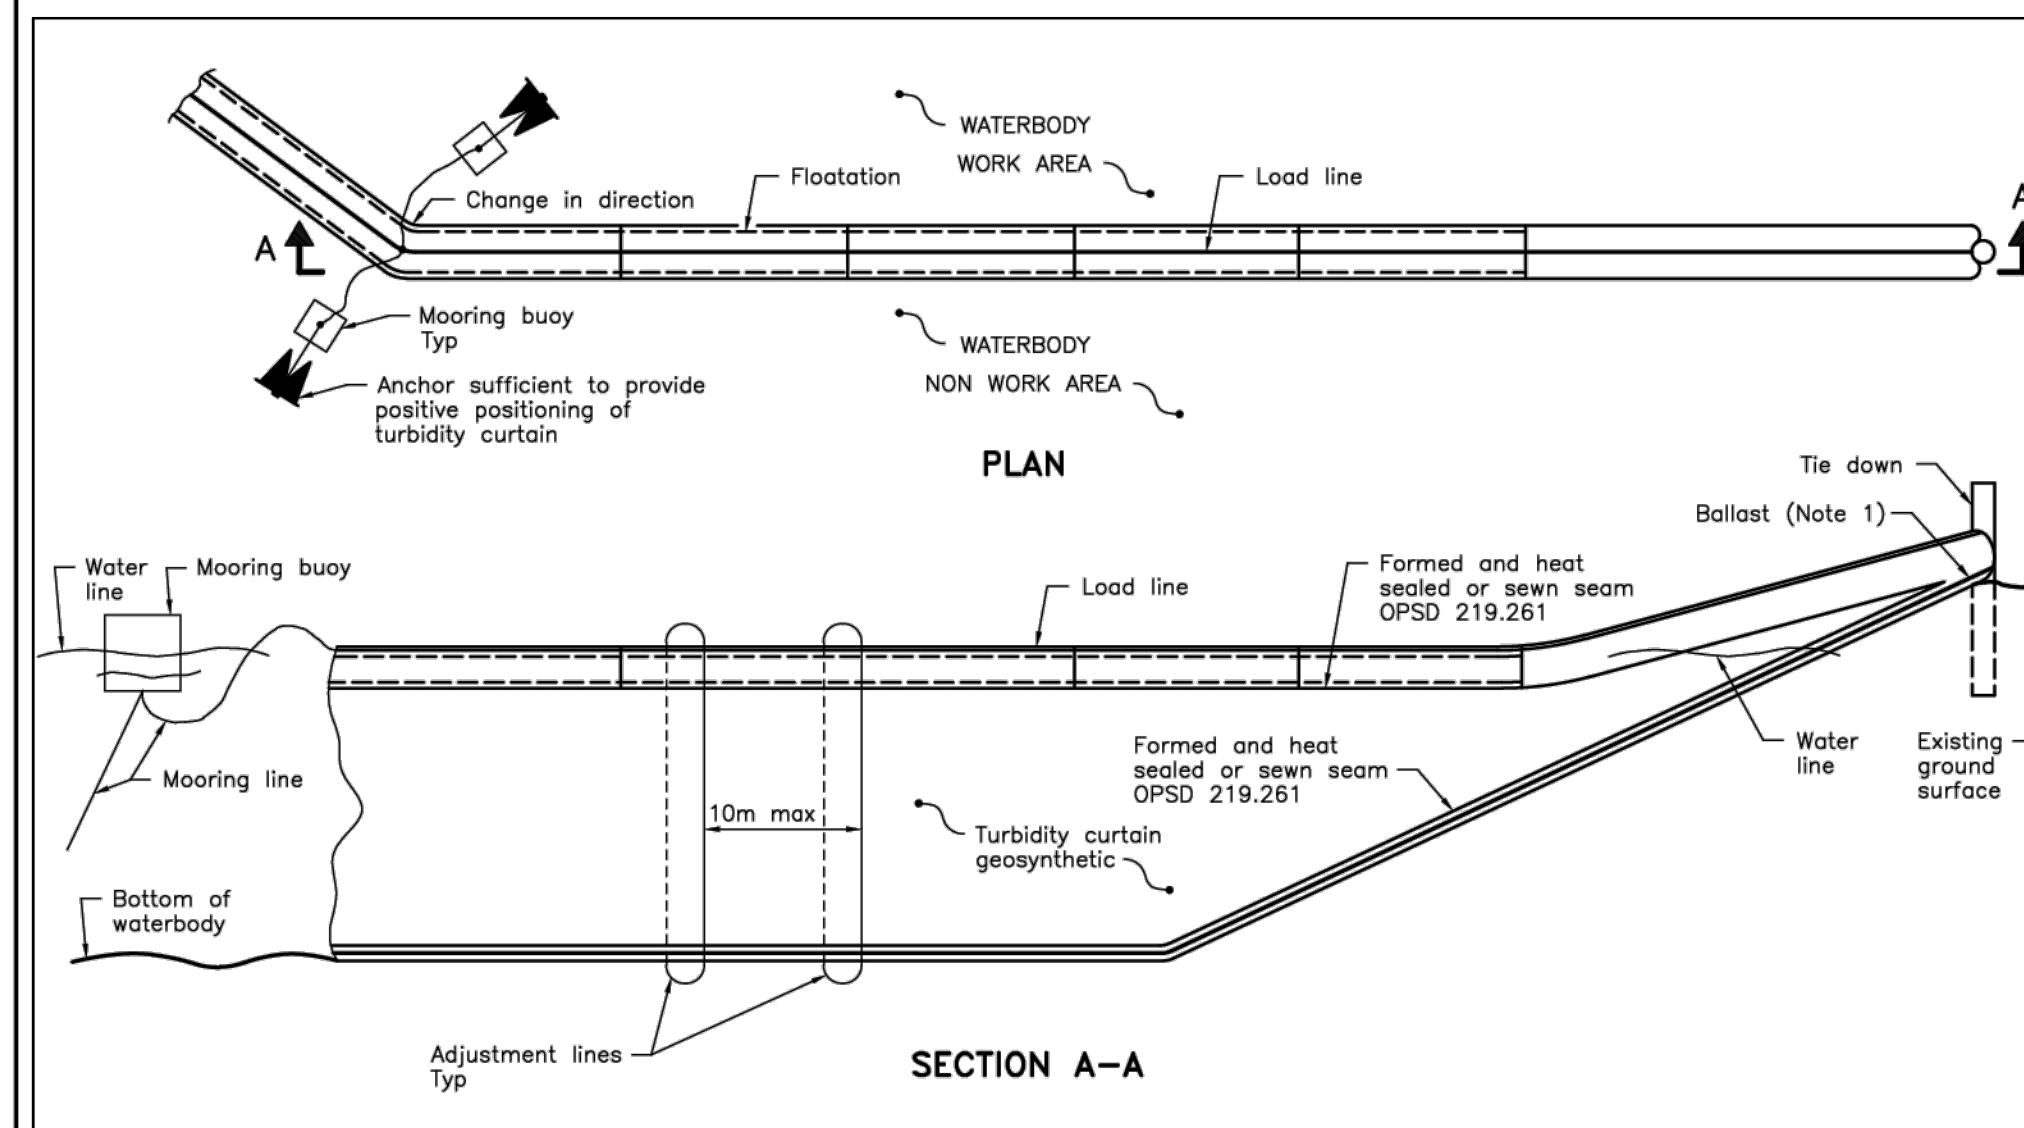 WATERBODY
WORK AREA
Floatation
Load line
Change in direction
A
A
Mooring buoy
Typ
WATERBODY
NON WORK AREA
Anchor sufficient to provide
positive positioning of
turbidity curtain
PLAN
Tie down
Ballast (Note 1)
Water
line
Mooring buoy
Load line
Formed and heat
sealed or sewn seam
OPSD 219.261
Mooring line
Formed and heat
sealed or sewn seam
OPSD 219.261
Water
line
Existing
ground
surface
10m max
Turbidity curtain
geosynthetic
Bottom of
waterbody
Adjustment lines
Typ
SECTION A-A